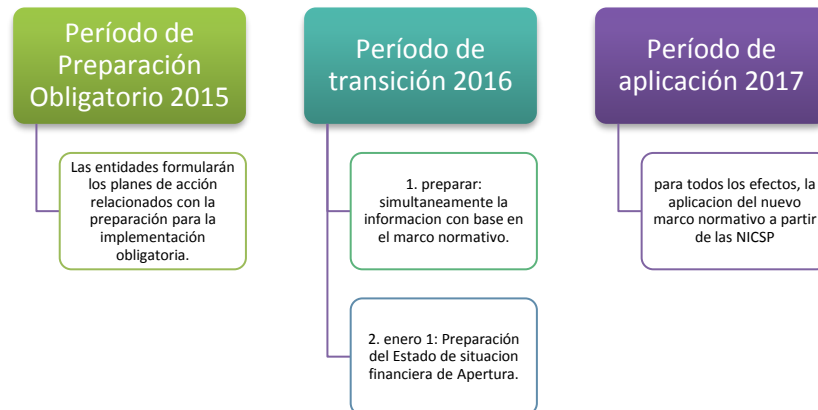 Período de
Preparación
Obligatorio 2015
Las entidades formularán
los planes de acción
relacionados con la
preparación para la
implementación
obligatoria.
Período de
transición 2016
1. preparar:
simultaneamente la
informacion con base en
el marco normativo.
2. enero 1: Preparación
del Estado de situacion
financiera de Apertura.
Período de
aplicación 2017
para todos los efectos, la
aplicacion del nuevo
marco normativo a partir
de las NICSP